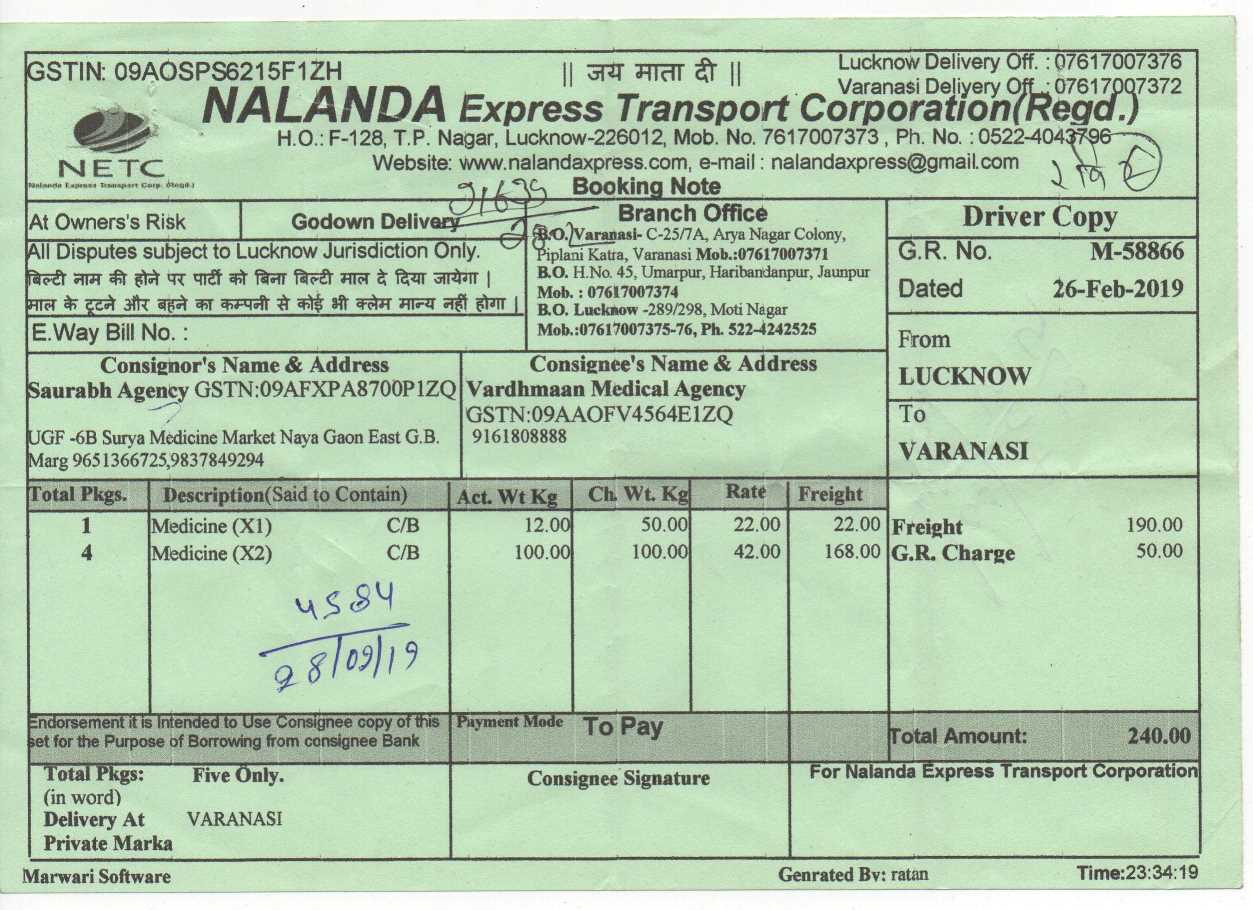 GSTIN: 09AOSPS6215F1ZH
|| जय माता दी ||
Lucknow Delivery Off. : 07617007376
Varanasi Deliyery Off. : 07617007372
NALANDA Express Transport Corporation(Regd.)
H.O.: F-128, T.P. Nagar, Lucknow-226012, Mob. No. 7617007373 , Ph. No. : 0522-4043796
Website: www.nalandaxpress.com, e-mail : nalandaxpress@gmail.com
NETC
Nalanda Express Transport Corp. (Regd.)
Booking Note
At Owners's Risk
Godown Delivery
All Disputes subject to Lucknow Jurisdiction Only.
बिल्टी नाम की होने पर पार्टी को बिना बिल्टी माल दे दिया जायेगा |
माल के टूटने और बहने का कम्पनी से कोई भी क्लेम मान्य नहीं होगा |
E.Way Bill No. :
Branch Office
B.O. Varanasi- C-25/7A, Arya Nagar Colony,
Piplani Katra, Varanasi Mob.:07617007371
B.O. H.No. 45, Umarpur, Haribandanpur, Jaunpur
Mob. : 07617007374
B.O. Lucknow -289/298, Moti Nagar
Mob.:07617007375-76, Ph. 522-4242525
Driver Copy
G.R. No. M-58866
Dated 26-Feb-2019
From
LUCKNOW
To
VARANASI
Consignor's Name & Address
Saurabh Agency GSTN:09AFXPA8700P1ZQ
UGF -6B Surya Medicine Market Naya Gaon East G.B.
Marg 9651366725,9837849294
Consignee's Name & Address
Vardhmaan Medical Agency
GSTN:09AAOFV4564E1ZQ
9161808888
Total Pkgs. Description(Said to Contain) Act. Wt Kg Ch. Wt. Kg Rate Freight
1 Medicine (X1) C/B 12.00 50.00 22.00 22.00
4 Medicine (X2) C/B 100.00 100.00 42.00 168.00
Freight 190.00
G.R. Charge 50.00
4584
28/02/19
Endorsement it is Intended to Use Consignee copy of this
set for the Purpose of Borrowing from consignee Bank
Payment Mode To Pay
Total Amount: 240.00
Total Pkgs: Five Only.
(in word)
Delivery At VARANASI
Private Marka
Consignee Signature
For Nalanda Express Transport Corporation
Marwari Software
Genrated By: ratan
Time:23:34:19